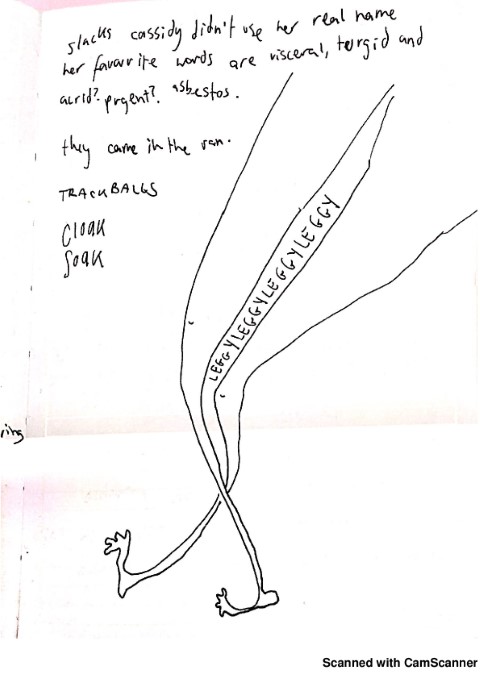 slacks cassidy didn't use her real name
her favourite words are visceral, turgid and
acrid? prgent?. asbestos.
they came in the van.
TRACKBALLS
CLOAK
SOAK
LEGGYLEGGYLEGGYLEGGY
ring
Scanned with CamScanner